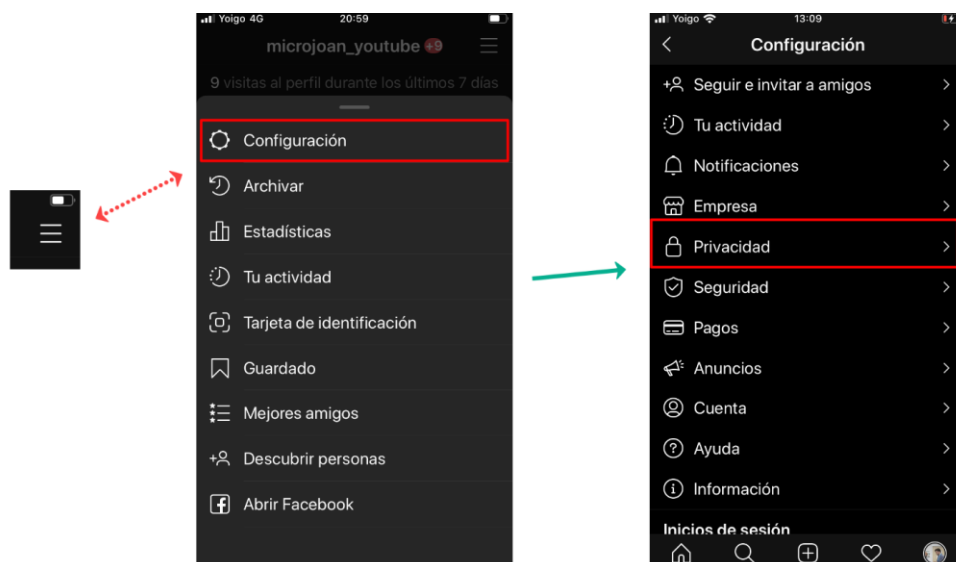 Yoigo 4G 20:59
microjoan_youtube +9
9 visitas al perfil durante los últimos 7 días
Configuración
Archivar
Estadísticas
Tu actividad
Tarjeta de identificación
Guardado
Mejores amigos
Descubrir personas
Abrir Facebook
Yoigo 13:09
Configuración
Seguir e invitar a amigos
Tu actividad
Notificaciones
Empresa
Privacidad
Seguridad
Pagos
Anuncios
Cuenta
Ayuda
Información
Inicios de sesión